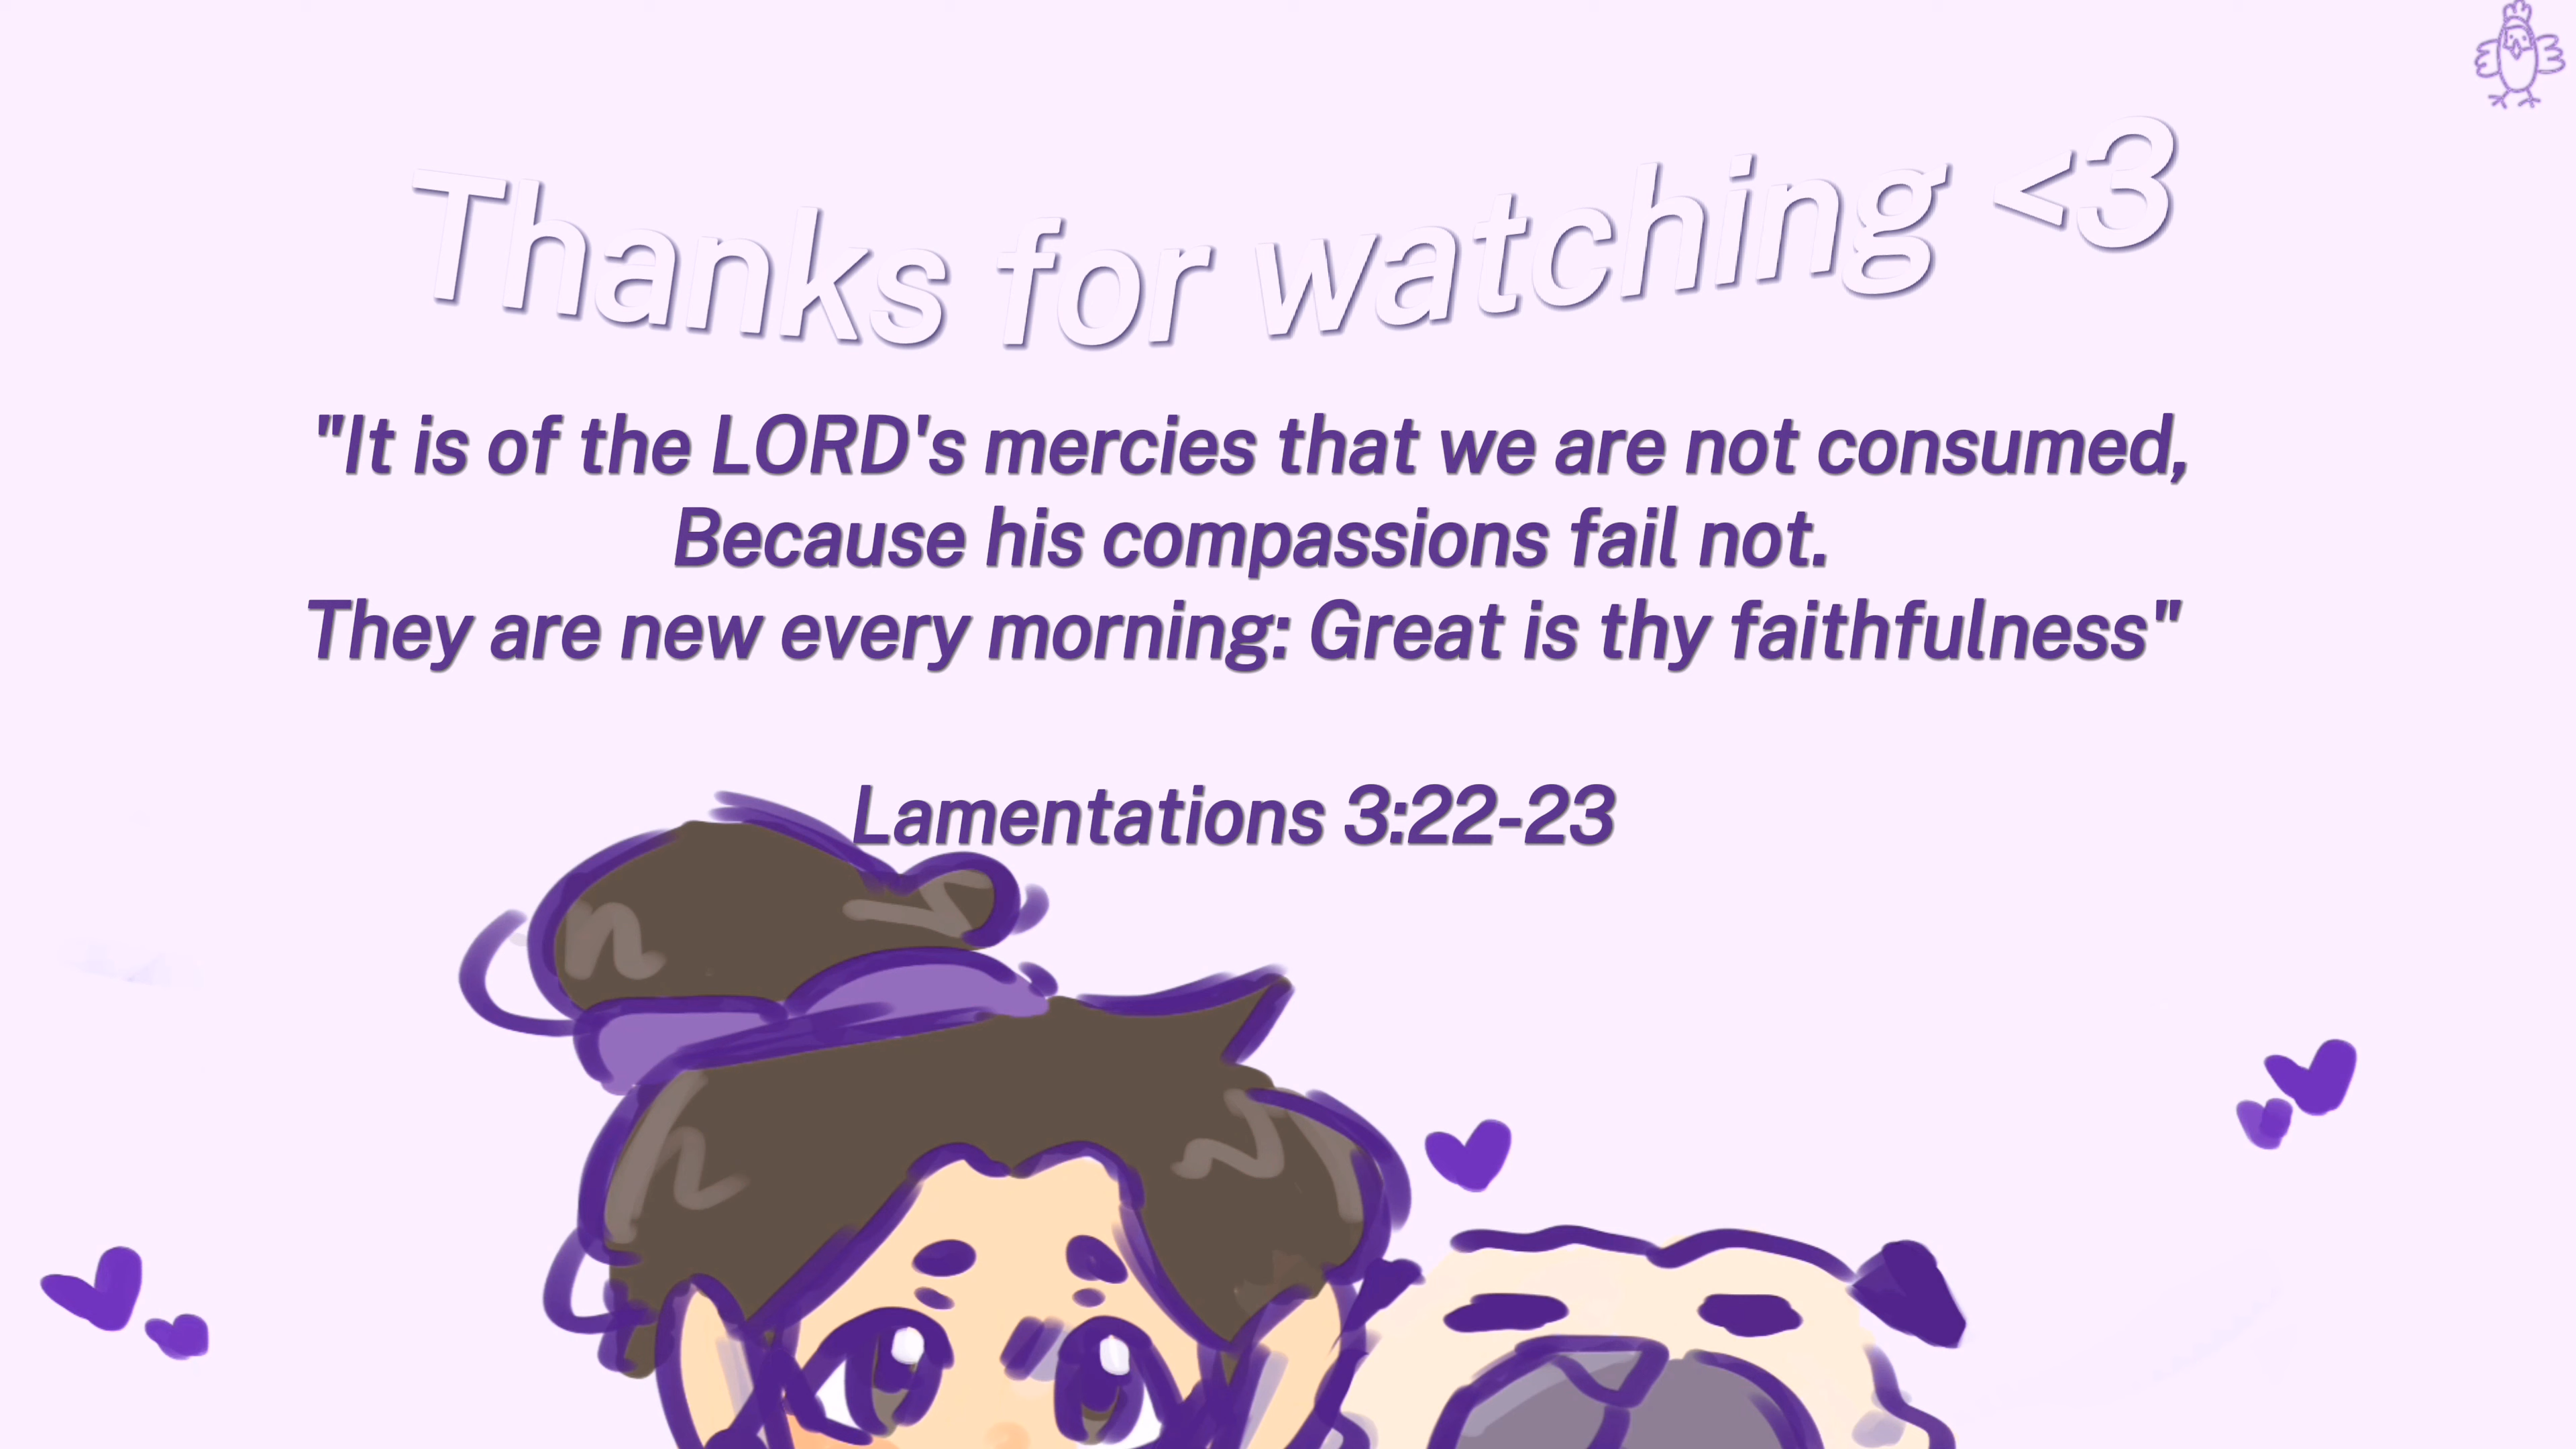 Thanks for watching <3
"It is of the LORD's mercies that we are not consumed,
Because his compassions fail not.
They are new every morning: Great is thy faithfulness"
Lamentations 3:22-23